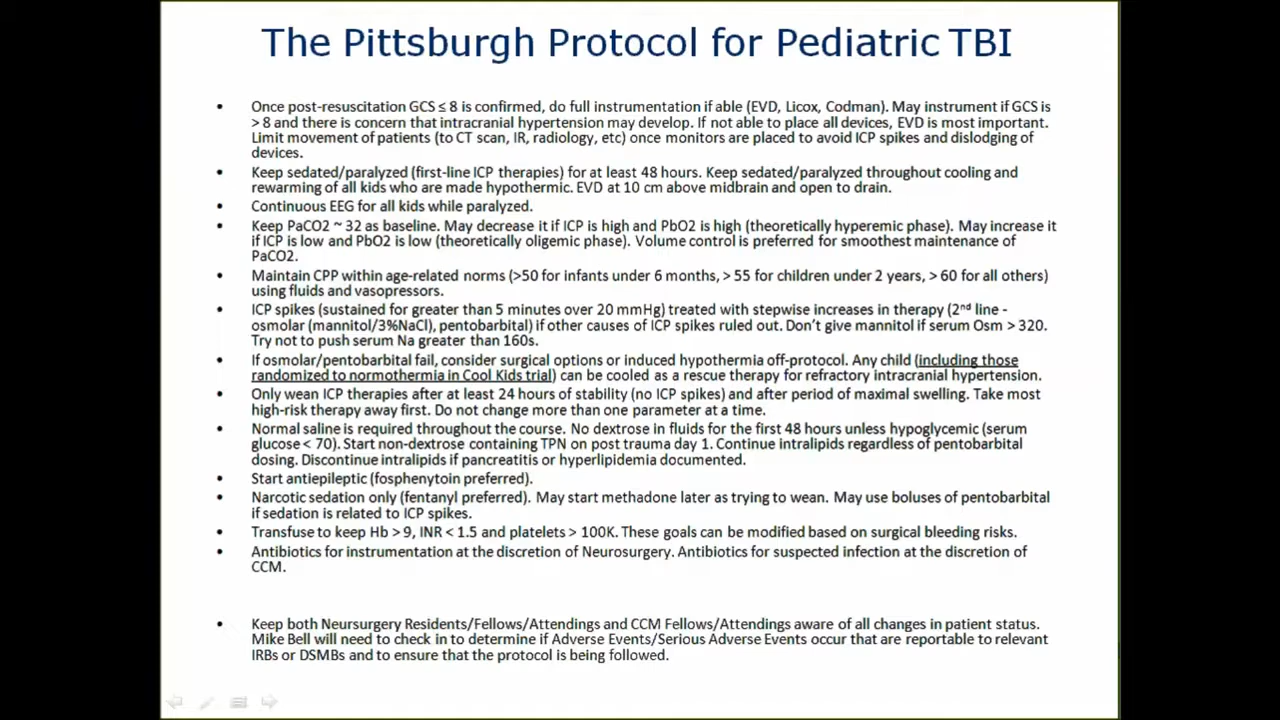 The Pittsburgh Protocol for Pediatric TBI
• Once post-resuscitation GCS ≤ 8 is confirmed, do full instrumentation if able (EVD, Licox, Codman). May instrument if GCS is
> 8 and there is concern that intracranial hypertension may develop. If not able to place all devices, EVD is most important.
Limit movement of patients (to CT scan, IR, radiology, etc) once monitors are placed to avoid ICP spikes and dislodging of
devices.
• Keep sedated/paralyzed (first-line ICP therapies) for at least 48 hours. Keep sedated/paralyzed throughout cooling and
rewarming of all kids who are made hypothermic. EVD at 10 cm above midbrain and open to drain.
• Continuous EEG for all kids while paralyzed.
• Keep PaCO2 ~ 32 as baseline. May decrease it if ICP is high and PbO2 is high (theoretically hyperemic phase). May increase it
if ICP is low and PbO2 is low (theoretically oligemic phase). Volume control is preferred for smoothest maintenance of
PaCO2.
• Maintain CPP within age-related norms (>50 for infants under 6 months, > 55 for children under 2 years, > 60 for all others)
using fluids and vasopressors.
• ICP spikes (sustained for greater than 5 minutes over 20 mmHg) treated with stepwise increases in therapy (2nd line -
osmolar (mannitol/3%NaCl), pentobarbital) if other causes of ICP spikes ruled out. Don't give mannitol if serum Osm > 320.
Try not to push serum Na greater than 160s.
• If osmolar/pentobarbital fail, consider surgical options or induced hypothermia off-protocol. Any child (including those
randomized to normothermia in Cool Kids trial) can be cooled as a rescue therapy for refractory intracranial hypertension.
• Only wean ICP therapies after at least 24 hours of stability (no ICP spikes) and after period of maximal swelling. Take most
high-risk therapy away first. Do not change more than one parameter at a time.
• Normal saline is required throughout the course. No dextrose in fluids for the first 48 hours unless hypoglycemic (serum
glucose < 70). Start non-dextrose containing TPN on post trauma day 1. Continue intralipids regardless of pentobarbital
dosing. Discontinue intralipids if pancreatitis or hyperlipidemia documented.
• Start antiepileptic (fosphenytoin preferred).
• Narcotic sedation only (fentanyl preferred). May start methadone later as trying to wean. May use boluses of pentobarbital
if sedation is related to ICP spikes.
• Transfuse to keep Hb > 9, INR < 1.5 and platelets > 100K. These goals can be modified based on surgical bleeding risks.
• Antibiotics for instrumentation at the discretion of Neurosurgery. Antibiotics for suspected infection at the discretion of
CCM.
• Keep both Neursurgery Residents/Fellows/Attendings and CCM Fellows/Attendings aware of all changes in patient status.
Mike Bell will need to check in to determine if Adverse Events/Serious Adverse Events occur that are reportable to relevant
IRBs or DSMBs and to ensure that the protocol is being followed.